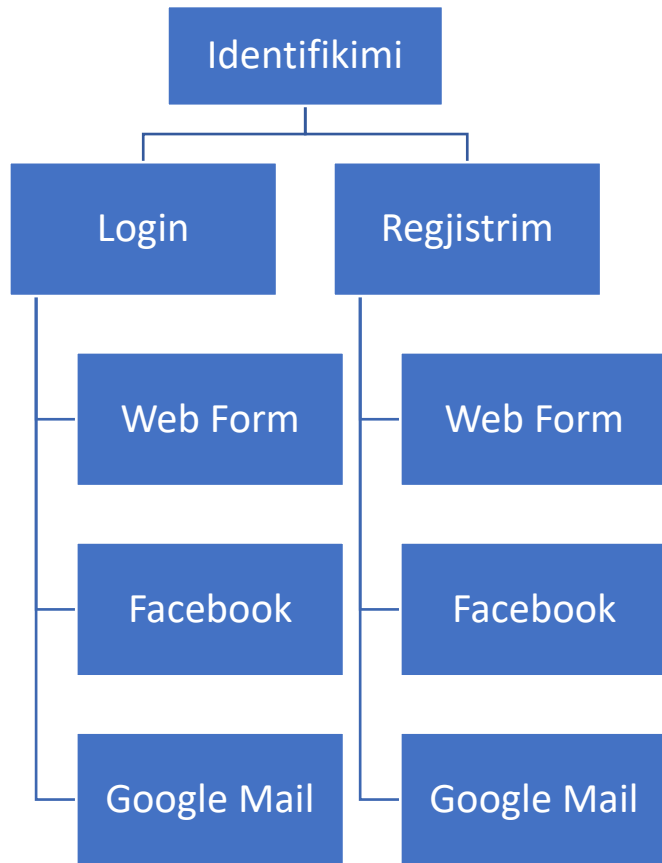 Identifikimi
Login
Regjistrim
Web Form
Web Form
Facebook
Facebook
Google Mail
Google Mail